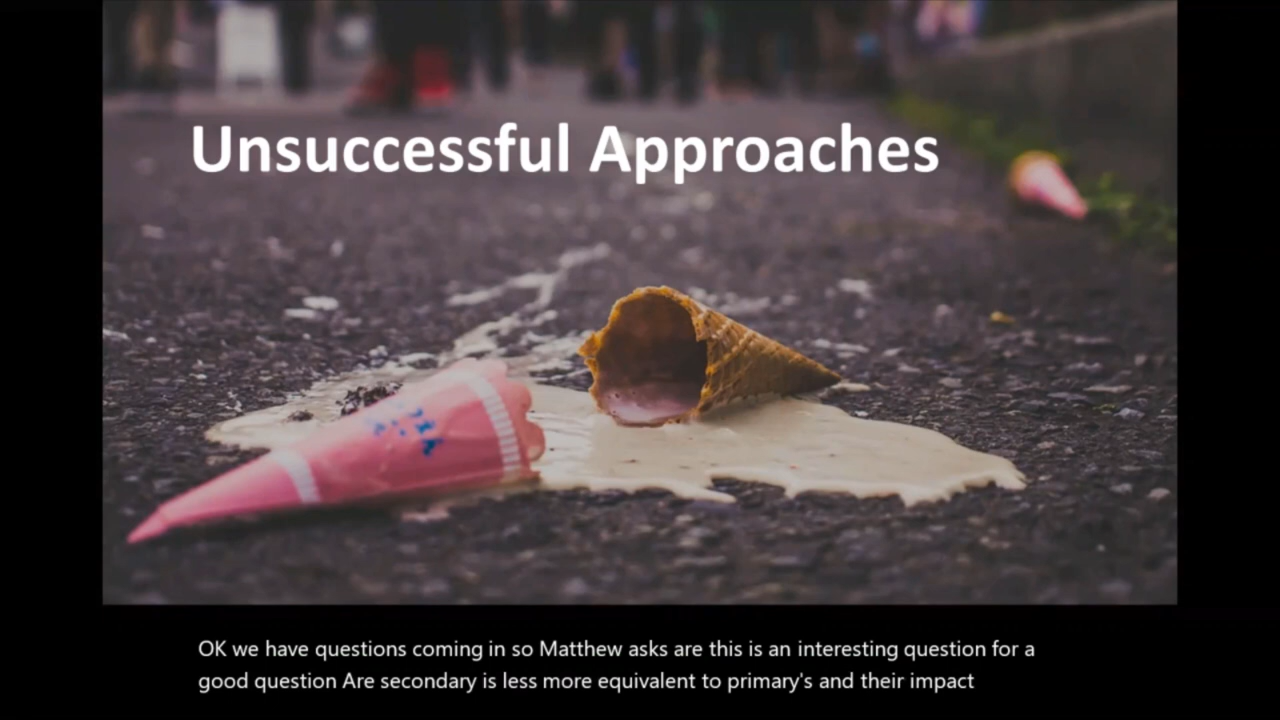 Unsuccessful Approaches
OK we have questions coming in so Matthew asks are this is an interesting question for a
good question Are secondary is less more equivalent to primary's and their impact